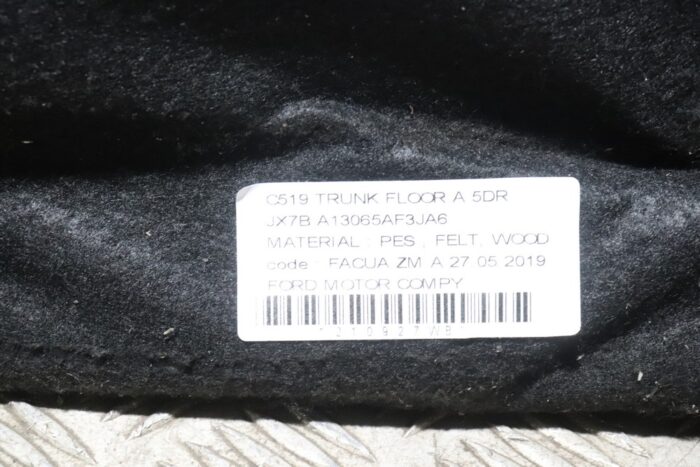 C519 TRUNK FLOOR A 5DR
JX7B A13065AF3JA6
MATERIAL : PES , FELT, WOOD
code : FACUA ZM A 27 05 2019
FORD MOTOR COMPY
1210927WB